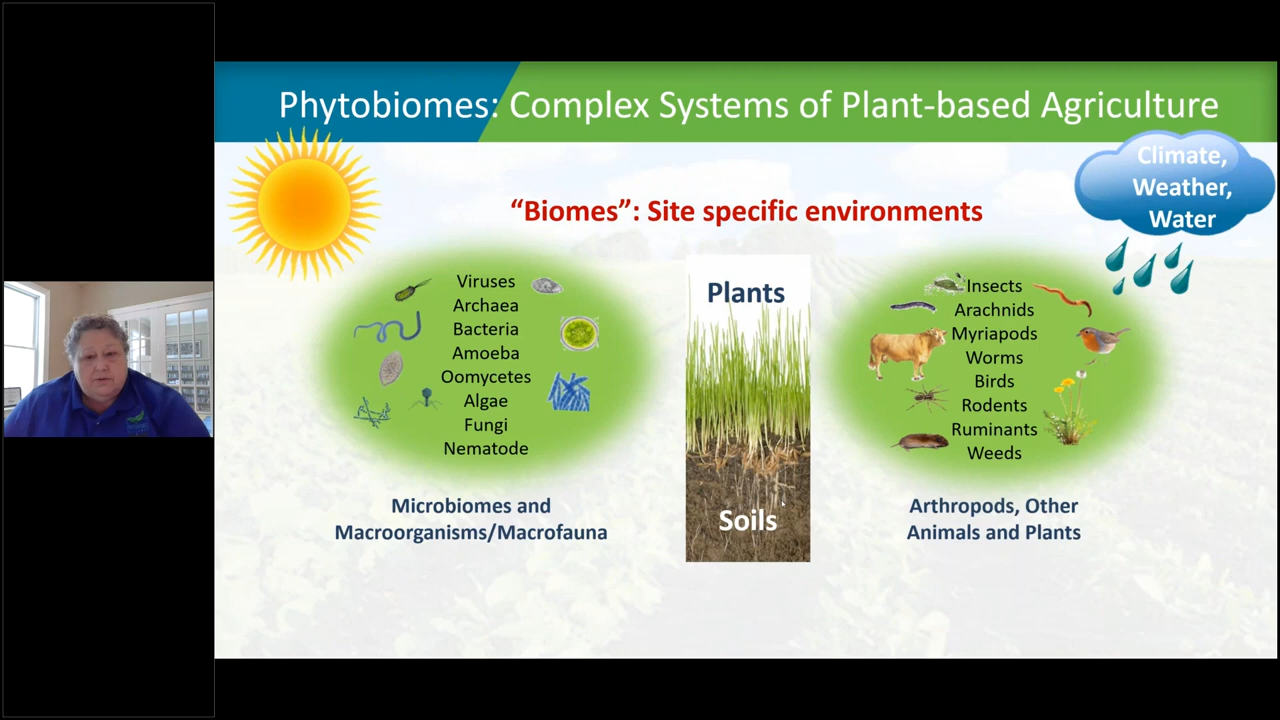 Phytobiomes: Complex Systems of Plant-based Agriculture
Climate,
Weather,
Water
“Biomes”: Site specific environments
Viruses
Archaea
Bacteria
Amoeba
Oomycetes
Algae
Fungi
Nematode
Microbiomes and
Macroorganisms/Macrofauna
Plants
Soils
Insects
Arachnids
Myriapods
Worms
Birds
Rodents
Ruminants
Weeds
Arthropods, Other
Animals and Plants